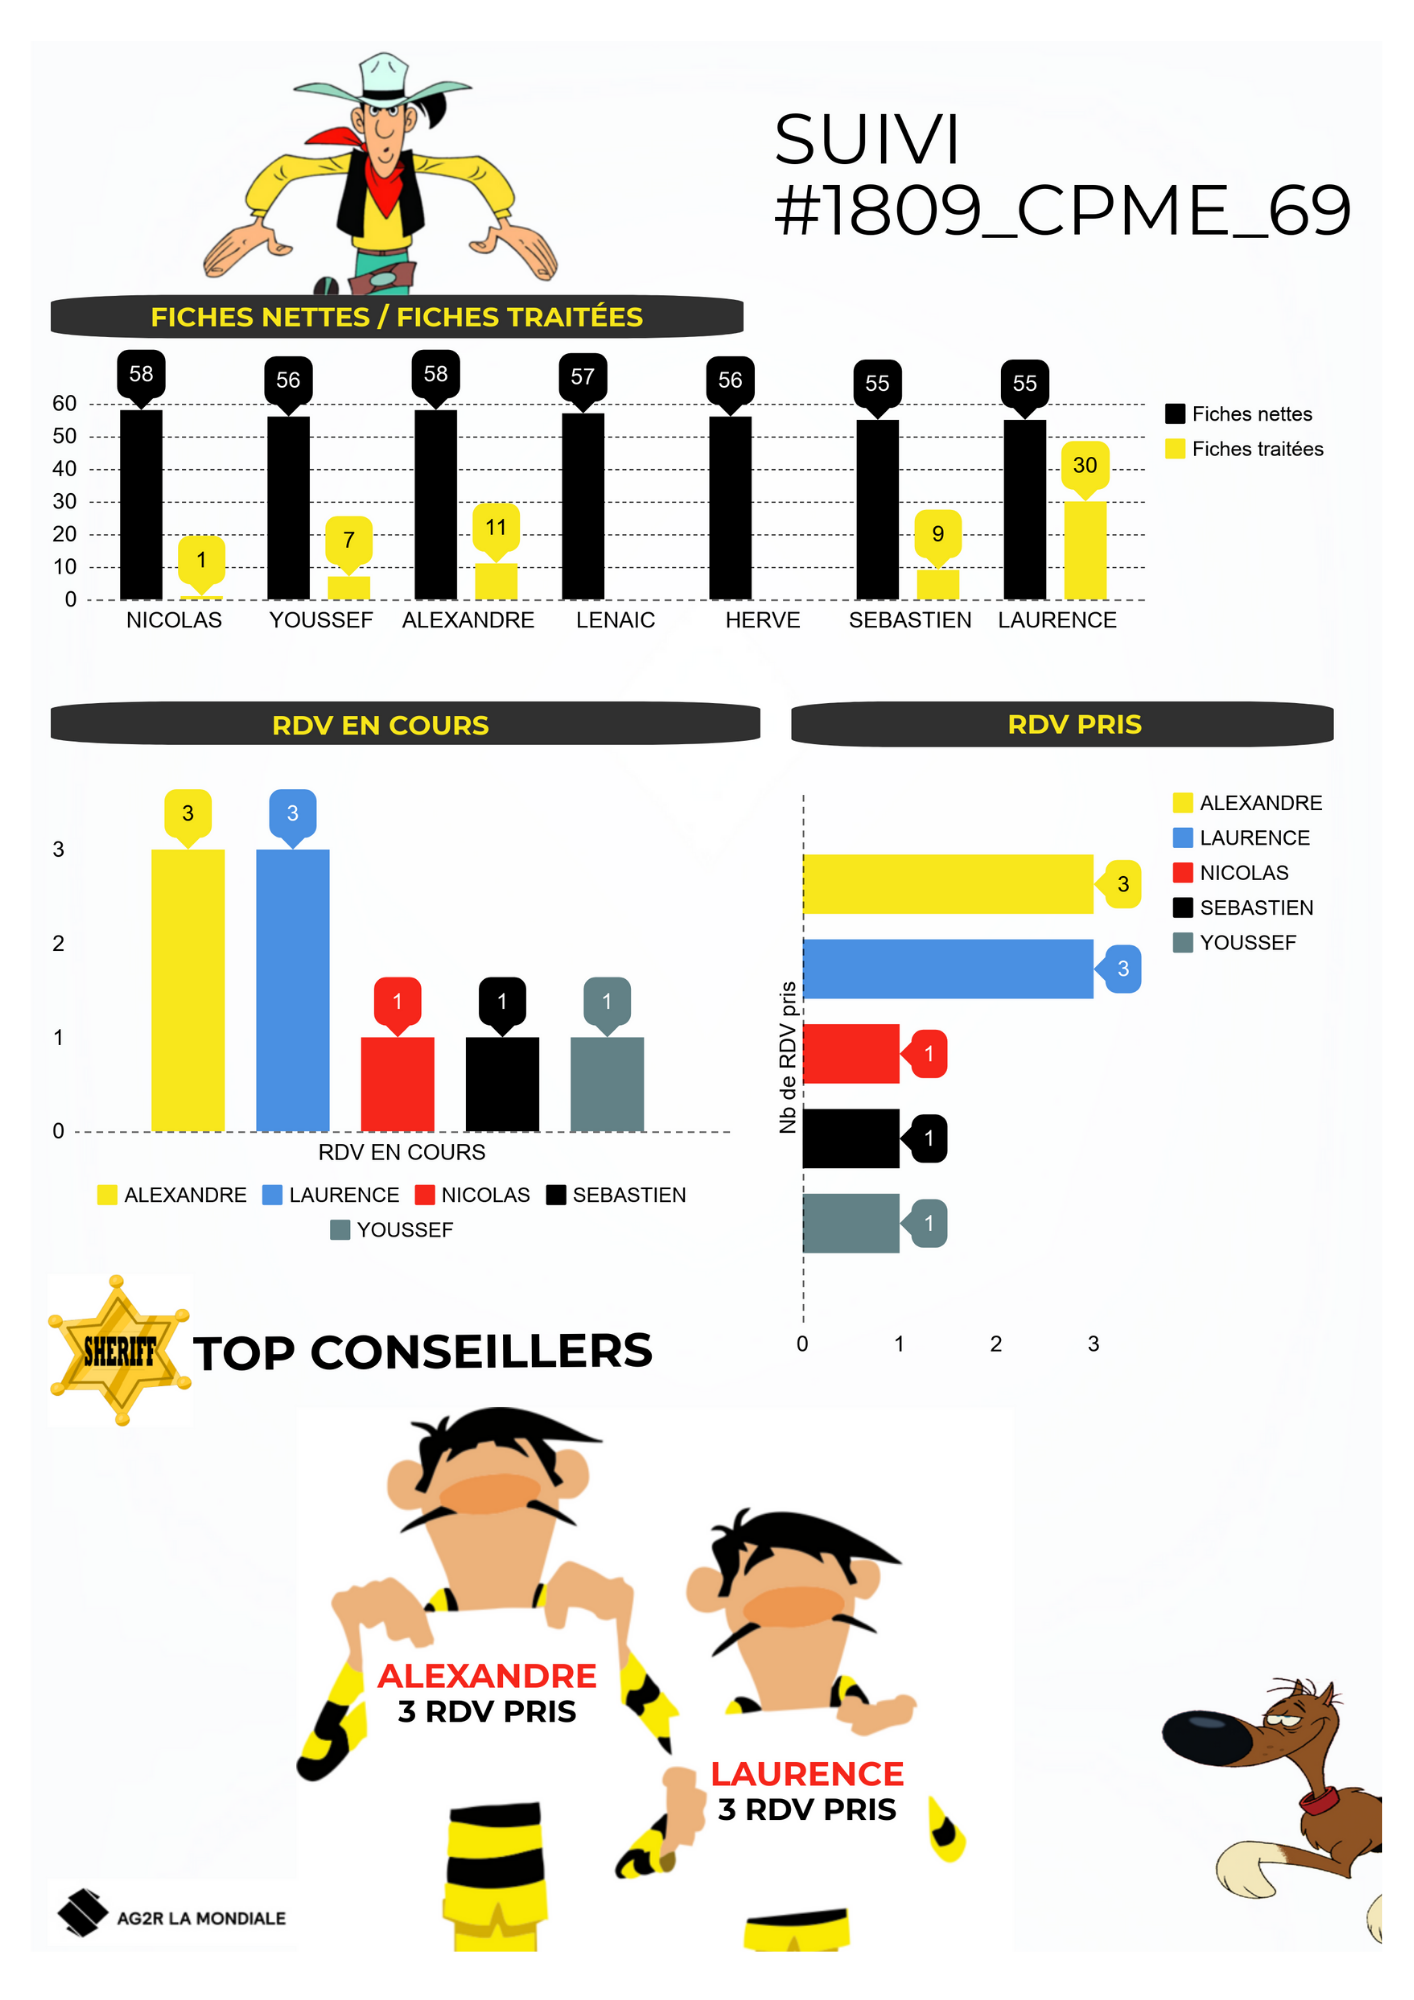 SUIVI
#1809_CPME_69
FICHES NETTES / FICHES TRAITÉES
58
56
58
57
56
55
55
60
50
40
30
20
10
0
1
7
11
9
30
Fiches nettes
Fiches traitées
NICOLAS
YOUSSEF
ALEXANDRE
LENAIC
HERVE
SEBASTIEN
LAURENCE
RDV EN COURS
3
3
1
1
1
3
2
1
0
RDV EN COURS
ALEXANDRE
LAURENCE
NICOLAS
SEBASTIEN
YOUSSEF
RDV PRIS
ALEXANDRE
LAURENCE
NICOLAS
SEBASTIEN
YOUSSEF
3
3
1
1
1
Nb de RDV pris
0
1
2
3
SHERIFF
TOP CONSEILLERS
ALEXANDRE
3 RDV PRIS
LAURENCE
3 RDV PRIS
AG2R LA MONDIALE